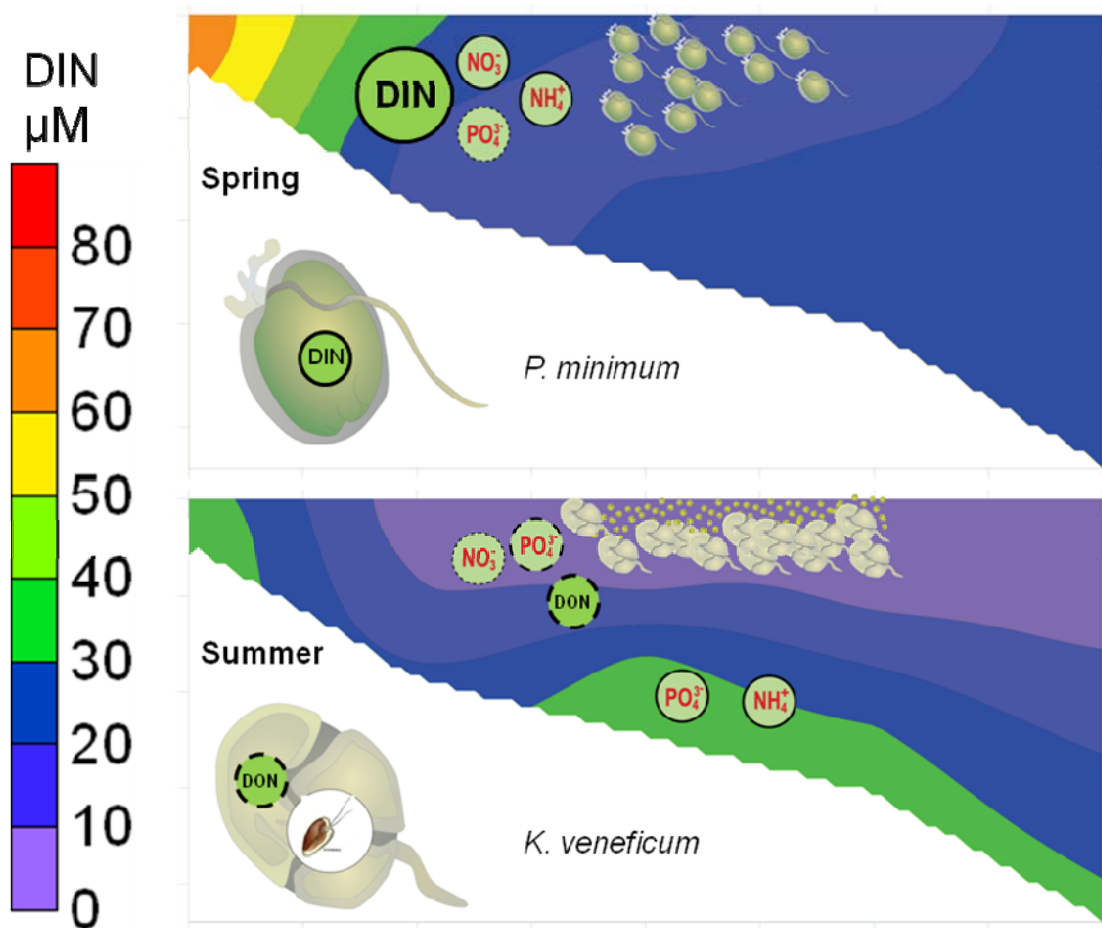 DIN
µM
80
70
60
50
40
30
20
10
0
DIN
NO₃⁻
NH₄⁺
PO₄³⁻
Spring
DIN
P. minimum
NO₃⁻
PO₄³⁻
DON
Summer
PO₄³⁻
NH₄⁺
DON
K. veneficum